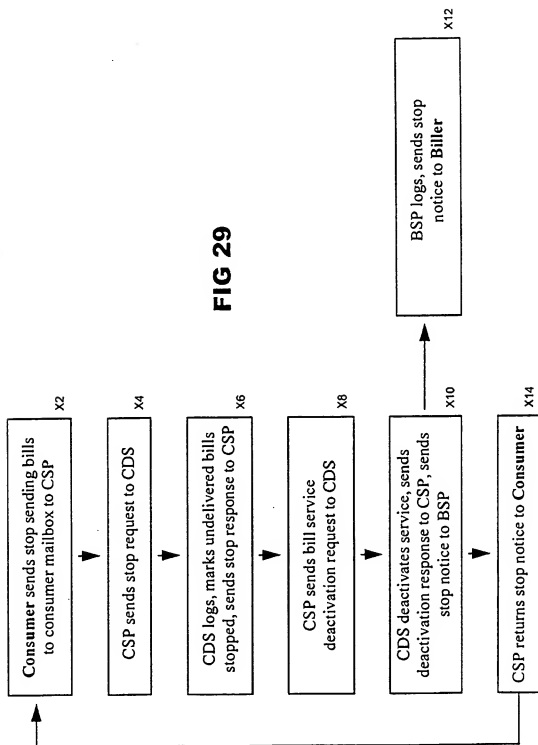 Consumer sends stop sending bills
to consumer mailbox to CSP
X2
CSP sends stop request to CDS
X4
CDS logs, marks undelivered bills
stopped, sends stop response to CSP
X6
CSP sends bill service
deactivation request to CDS
X8
CDS deactivates service, sends
deactivation response to CSP, sends
stop notice to BSP
X10
CSP returns stop notice to Consumer
X14
FIG 29
BSP logs, sends stop
notice to Biller
X12